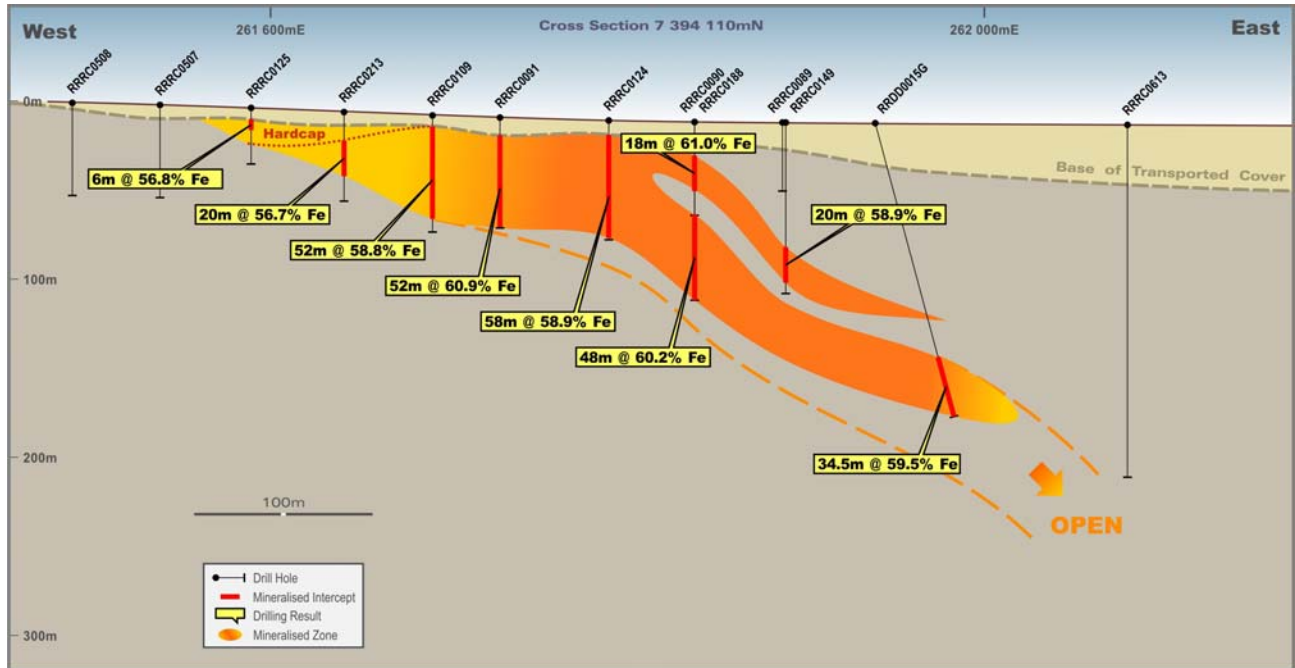 West
261 600mE
Cross Section 7 394 110mN
262 000mE
East
RRRC0508
RRRC0507
RRRC0125
RRRC0213
RRRC0109
RRRC0091
RRRC0124
RRRC0090
RRRC0188
RRRC0089
RRRC0149
RRDD0015G
RRRC0613
0m
Hardcap
18m @ 61.0% Fe
Base of Transported Cover
6m @ 56.8% Fe
20m @ 56.7% Fe
20m @ 58.9% Fe
52m @ 58.8% Fe
100m
52m @ 60.9% Fe
58m @ 58.9% Fe
48m @ 60.2% Fe
200m
34.5m @ 59.5% Fe
100m
OPEN
Drill Hole
Mineralised Intercept
Drilling Result
Mineralised Zone
300m